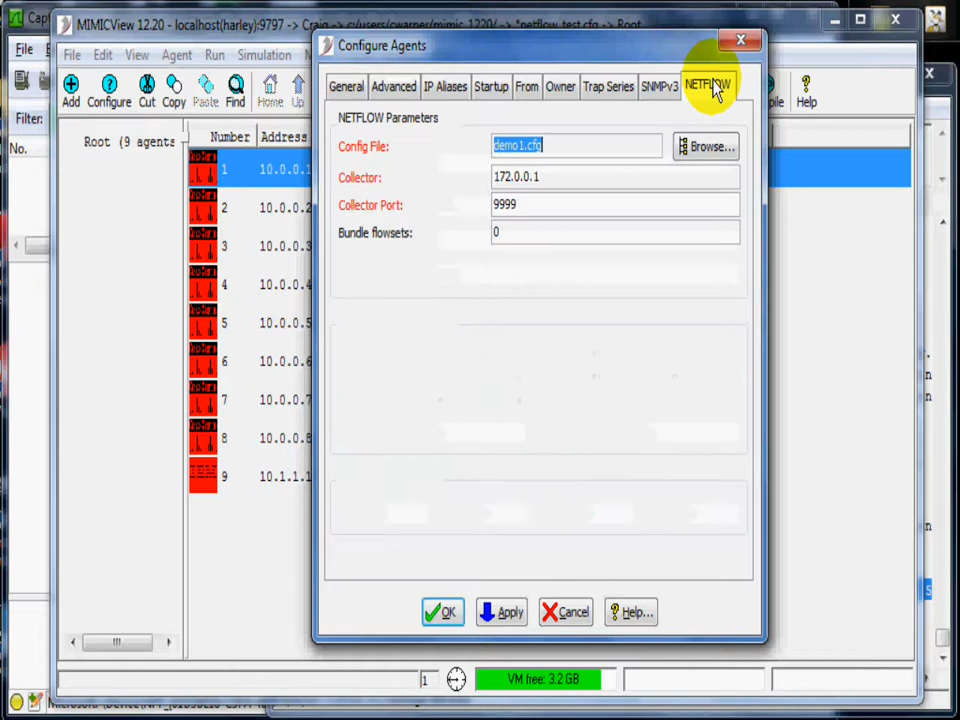 Cap
MIMICView 12.20 - localhost(harley):9797 -> Craig -> c:/users/cwarner/mimic_1220/ -> *netflow_test.cfg -> Root
File
File Edit View Agent Run Simulation
Add Configure Cut Copy Paste Find Home Up Help
Filter:
No.
Root (9 agents
Number Address
1 10.0.0.1
2 10.0.0.2
3 10.0.0.3
4 10.0.0.4
5 10.0.0.5
6 10.0.0.6
7 10.0.0.7
8 10.0.0.8
9 10.1.1.1
Configure Agents
General Advanced IP Aliases Startup From Owner Trap Series SNMPv3 NETFLOW
NETFLOW Parameters
Config File: demo1.cfg Browse...
Collector: 172.0.0.1
Collector Port: 9999
Bundle flowsets: 0
OK Apply Cancel Help...
1 VM free: 3.2 GB